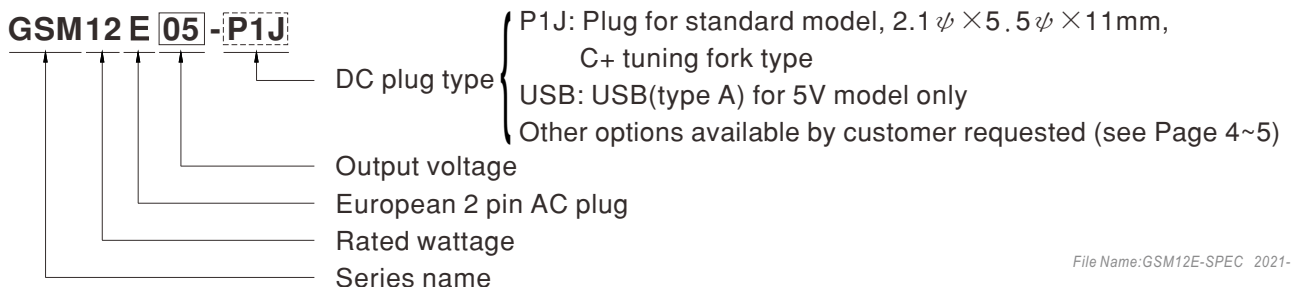 GSM12E05-P1J
P1J: Plug for standard model, 2.1ψ×5.5ψ×11mm,
C+ tuning fork type
DC plug type
USB: USB(type A) for 5V model only
Other options available by customer requested (see Page 4~5)
Output voltage
European 2 pin AC plug
Rated wattage
Series name
File Name:GSM12E-SPEC 2021-